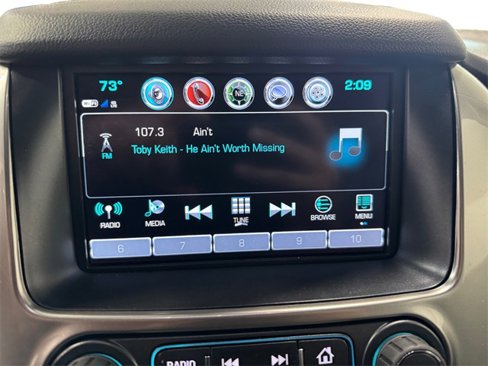 73° 2:09
NE
107.3 Ain't
FM Toby Keith - He Ain't Worth Missing
RADIO MEDIA TUNE BROWSE MENU
6 7 8 9 10
RADIO